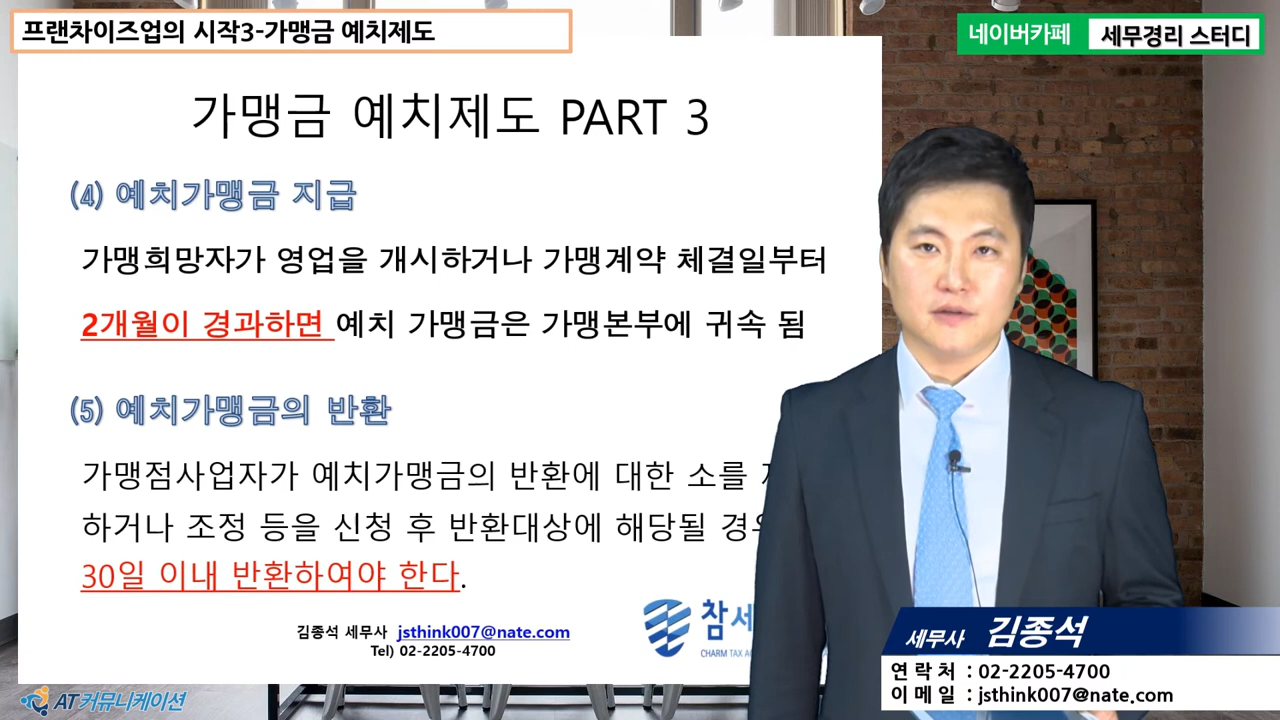 프랜차이즈업의 시작3-가맹금 예치제도
네이버카페 세무경리 스터디
가맹금 예치제도 PART 3
(4) 예치가맹금 지급
가맹희망자가 영업을 개시하거나 가맹계약 체결일부터
2개월이 경과하면 예치 가맹금은 가맹본부에 귀속 됨
(5) 예치가맹금의 반환
가맹점사업자가 예치가맹금의 반환에 대한 소를
하거나 조정 등을 신청 후 반환대상에 해당될
30일 이내 반환하여야 한다.
김종석 세무사 jsthink007@nate.com
Tel) 02-2205-4700
참세
CHARM TAX
세무사 김종석
연락처 : 02-2205-4700
이메일 : jsthink007@nate.com
AT커뮤니케이션